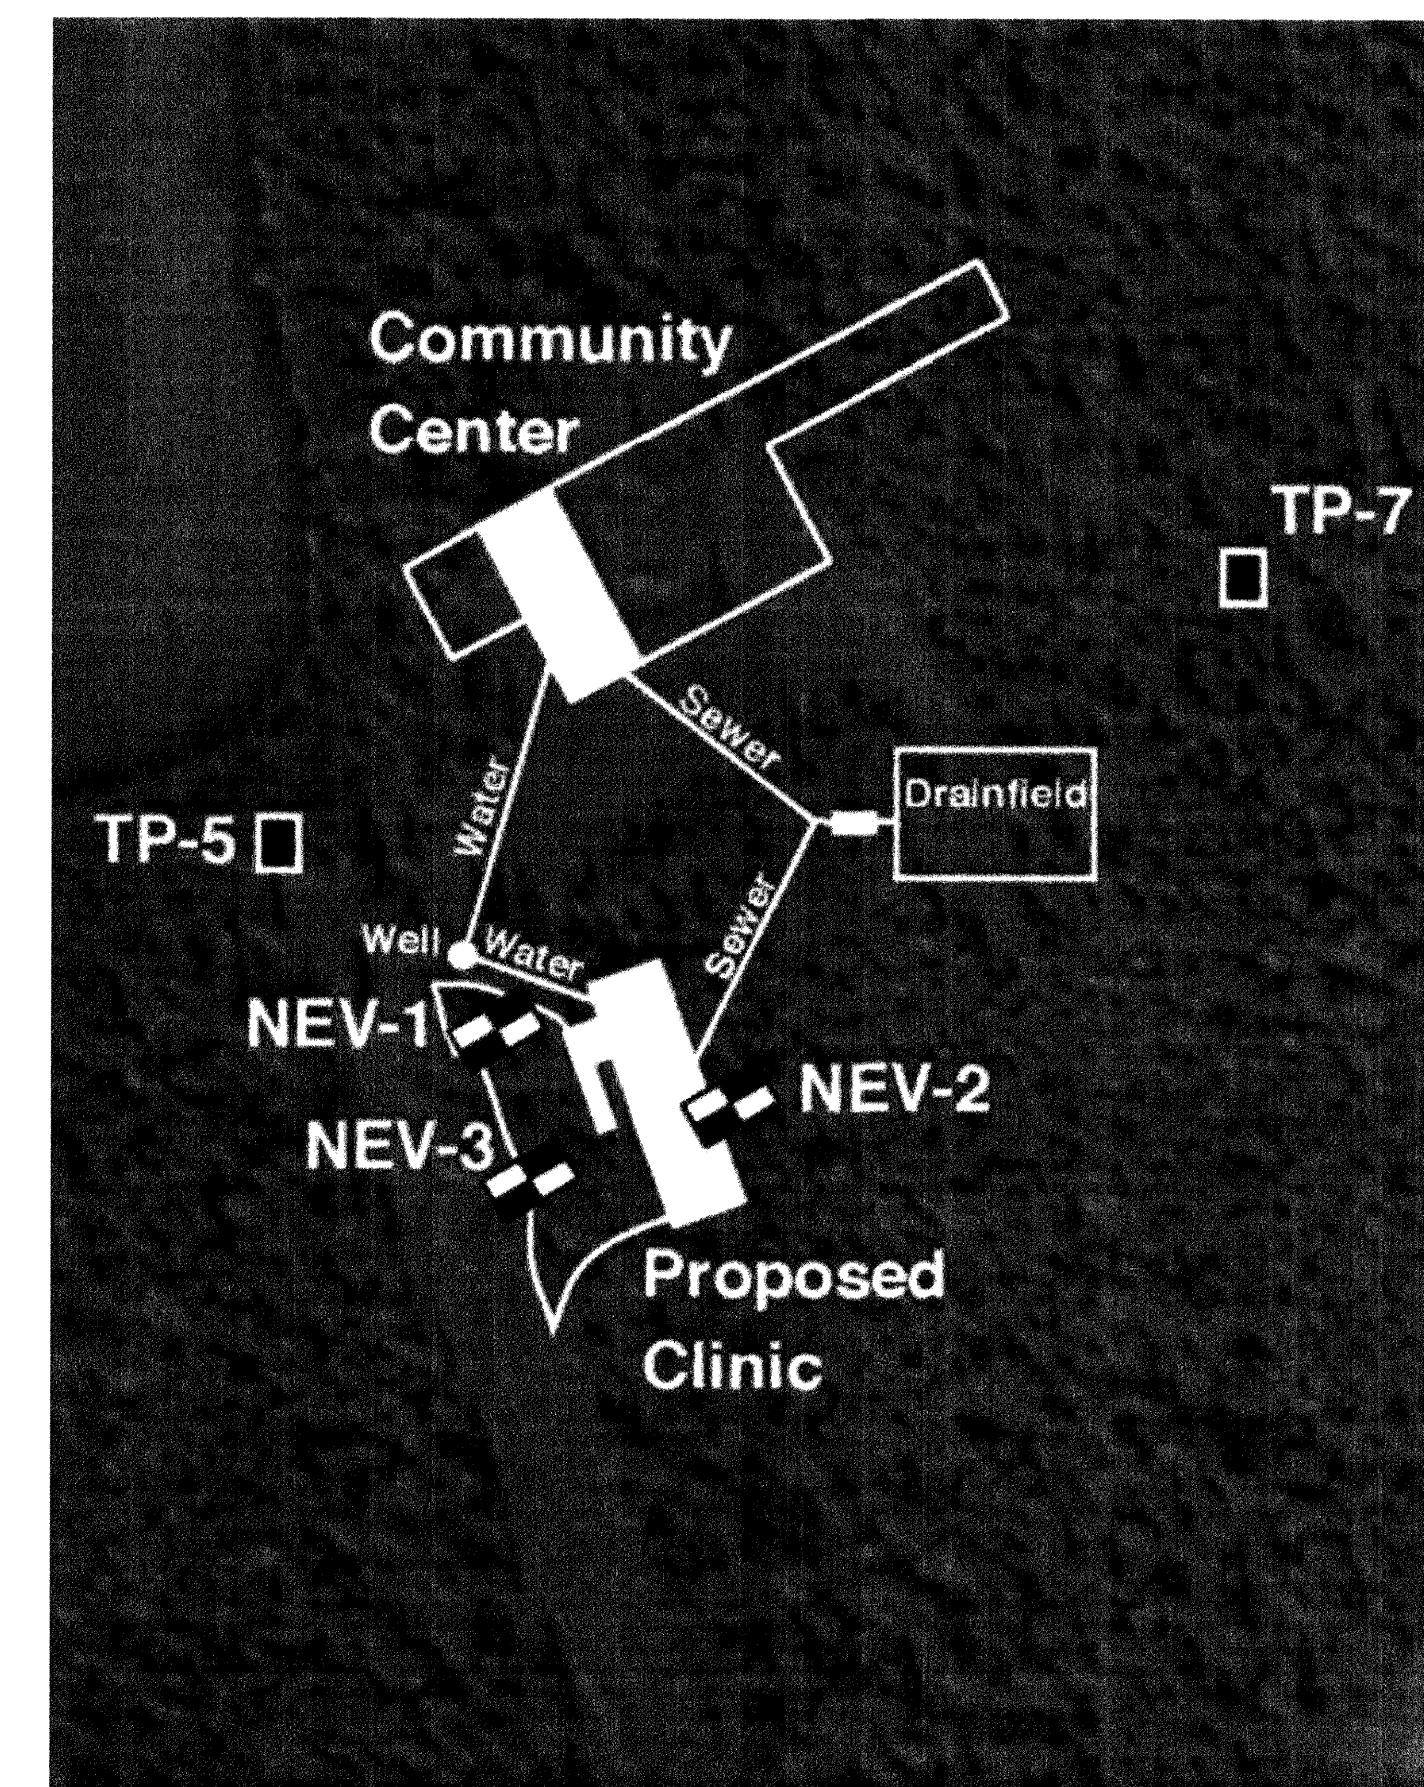 Community
Center
TP-7
Sewer
Water
Drainfield
TP-5
Sewer
Well
Water
NEV-1
NEV-2
NEV-3
Proposed
Clinic